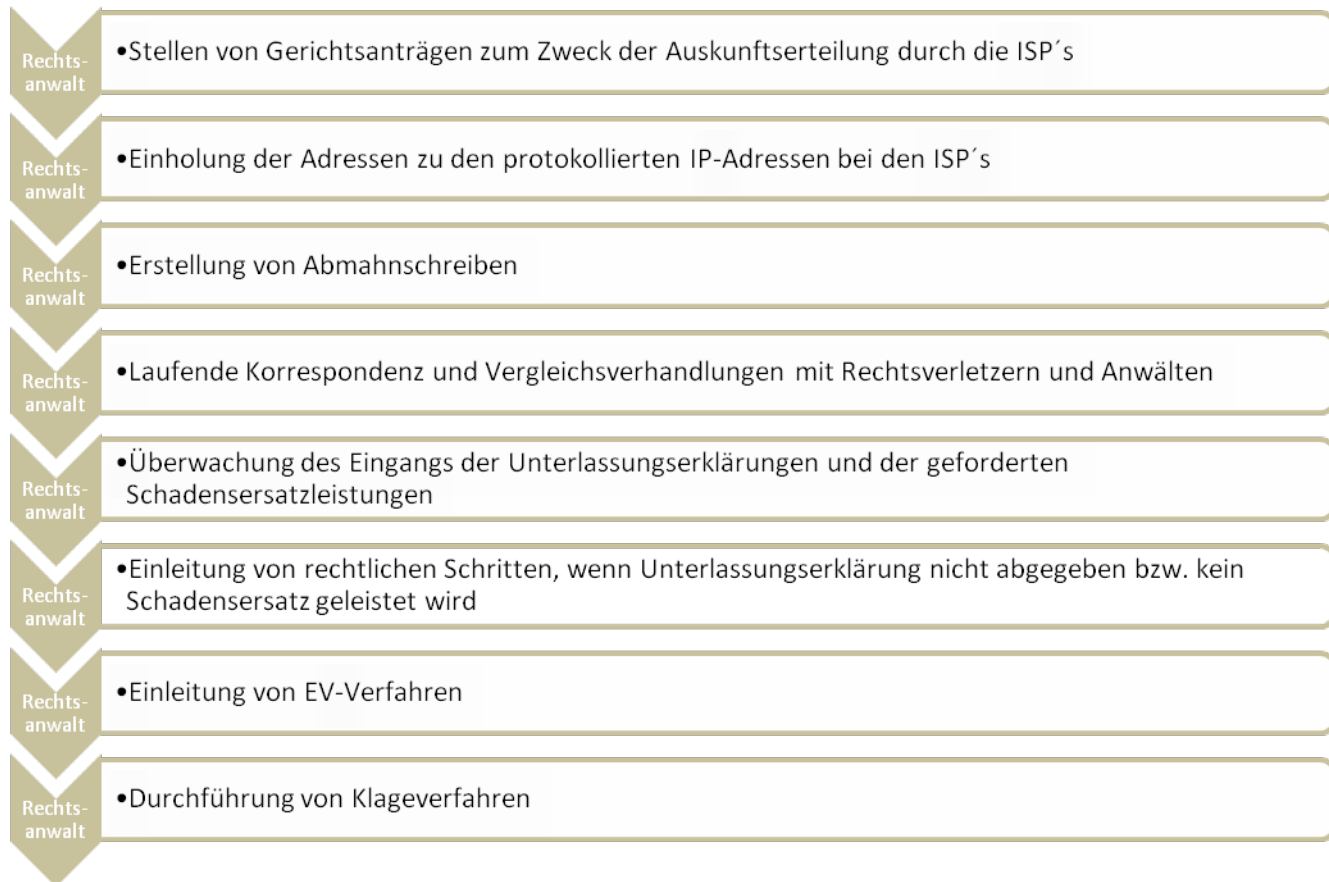 Rechts-
anwalt
•Stellen von Gerichtsanträgen zum Zweck der Auskunftserteilung durch die ISP´s
Rechts-
anwalt
•Einholung der Adressen zu den protokollierten IP-Adressen bei den ISP´s
Rechts-
anwalt
•Erstellung von Abmahnschreiben
Rechts-
anwalt
•Laufende Korrespondenz und Vergleichsverhandlungen mit Rechtsverletzern und Anwälten
Rechts-
anwalt
•Überwachung des Eingangs der Unterlassungserklärungen und der geforderten
Schadensersatzleistungen
Rechts-
anwalt
•Einleitung von rechtlichen Schritten, wenn Unterlassungserklärung nicht abgegeben bzw. kein
Schadensersatz geleistet wird
Rechts-
anwalt
•Einleitung von EV-Verfahren
Rechts-
anwalt
•Durchführung von Klageverfahren